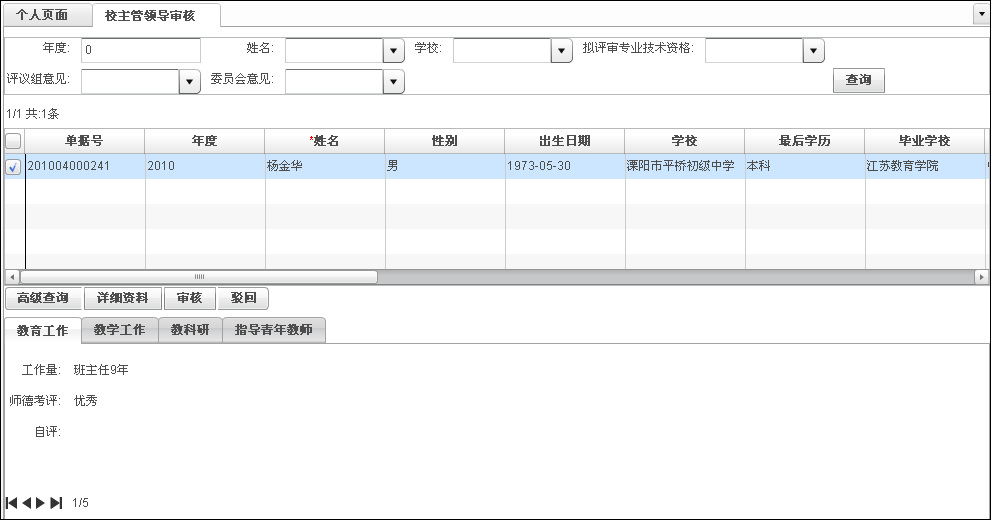 个人页面 校主管领导审核
年度: 0 姓名: 学校: 拟评审专业技术资格:
评议组意见: 委员会意见: 查询
1/1 共:1条
单据号 年度 *姓名 性别 出生日期 学校 最后学历 毕业学校
201004000241 2010 杨金华 男 1973-05-30 溧阳市平桥初级中学 本科 江苏教育学院
高级查询 详细资料 审核 驳回
教育工作 教学工作 教科研 指导青年教师
工作量: 班主任9年
师德考评: 优秀
自评:
1/5